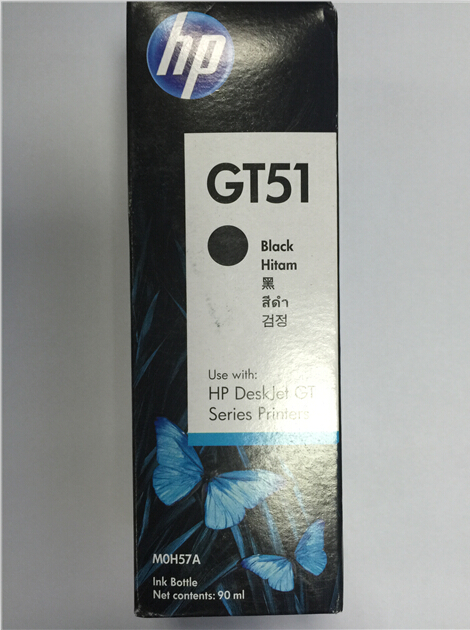 hp
GT51
Black
Hitam
黑
สีดำ
검정
Use with:
HP DeskJet GT
Series Printers
M0H57A
Ink Bottle
Net contents: 90 ml